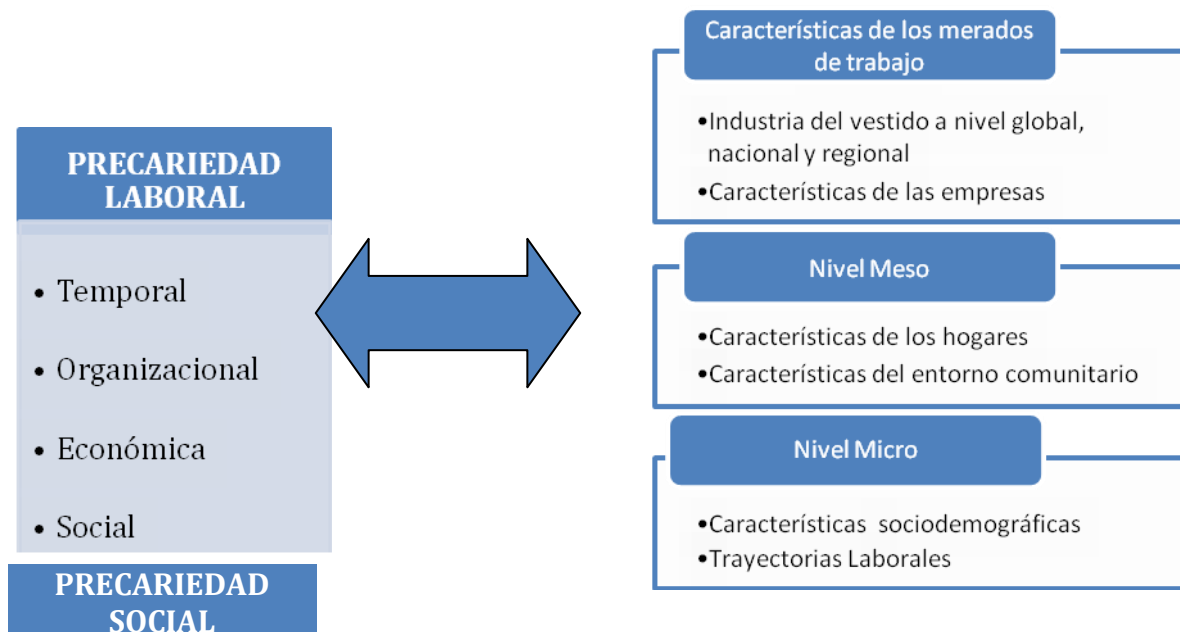 PRECARIEDAD
LABORAL
• Temporal
• Organizacional
• Económica
• Social
PRECARIEDAD
SOCIAL
Características de los merados
de trabajo
•Industria del vestido a nivel global,
nacional y regional
•Características de las empresas
Nivel Meso
•Características de los hogares
•Características del entorno comunitario
Nivel Micro
•Características sociodemográficas
•Trayectorias Laborales